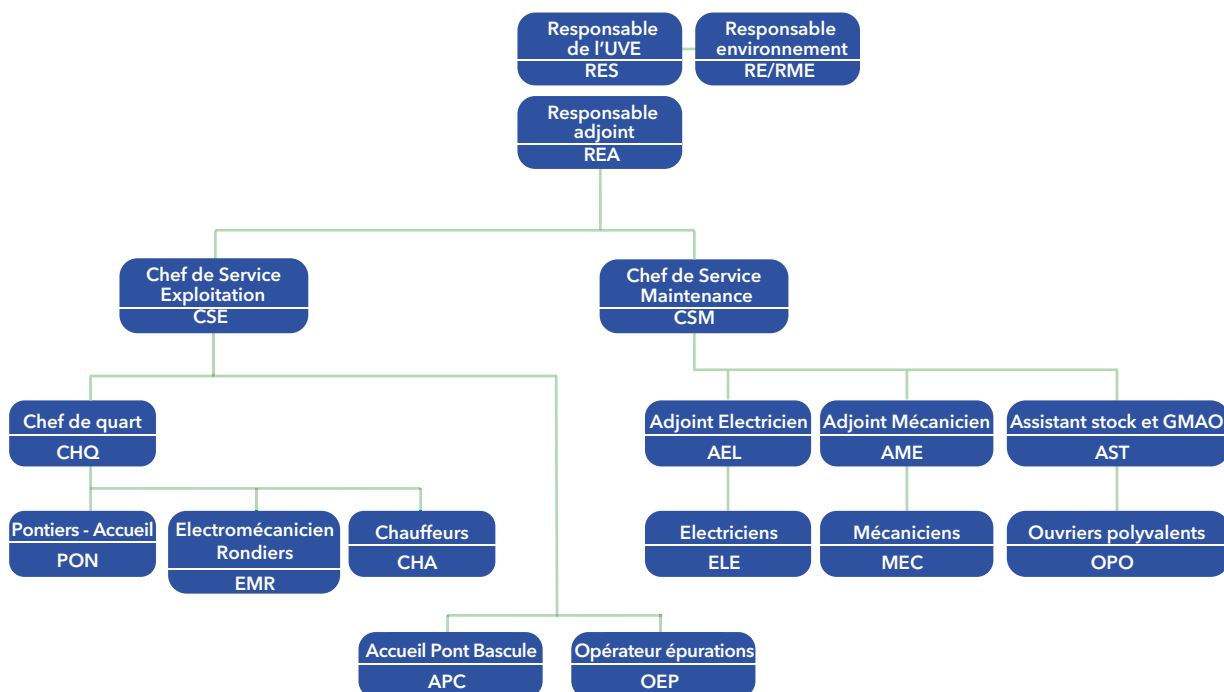 Responsable
de l'UVE
RES
Responsable
environnement
RE/RME
Responsable
adjoint
REA
Chef de Service
Exploitation
CSE
Chef de Service
Maintenance
CSM
Chef de quart
CHQ
Adjoint Electricien
AEL
Adjoint Mécanicien
AME
Assistant stock et GMAO
AST
Pontiers - Accueil
PON
Electromécanicien
Rondiers
EMR
Chauffeurs
CHA
Electriciens
ELE
Mécaniciens
MEC
Ouvriers polyvalents
OPO
Accueil Pont Bascule
APC
Opérateur épurations
OEP